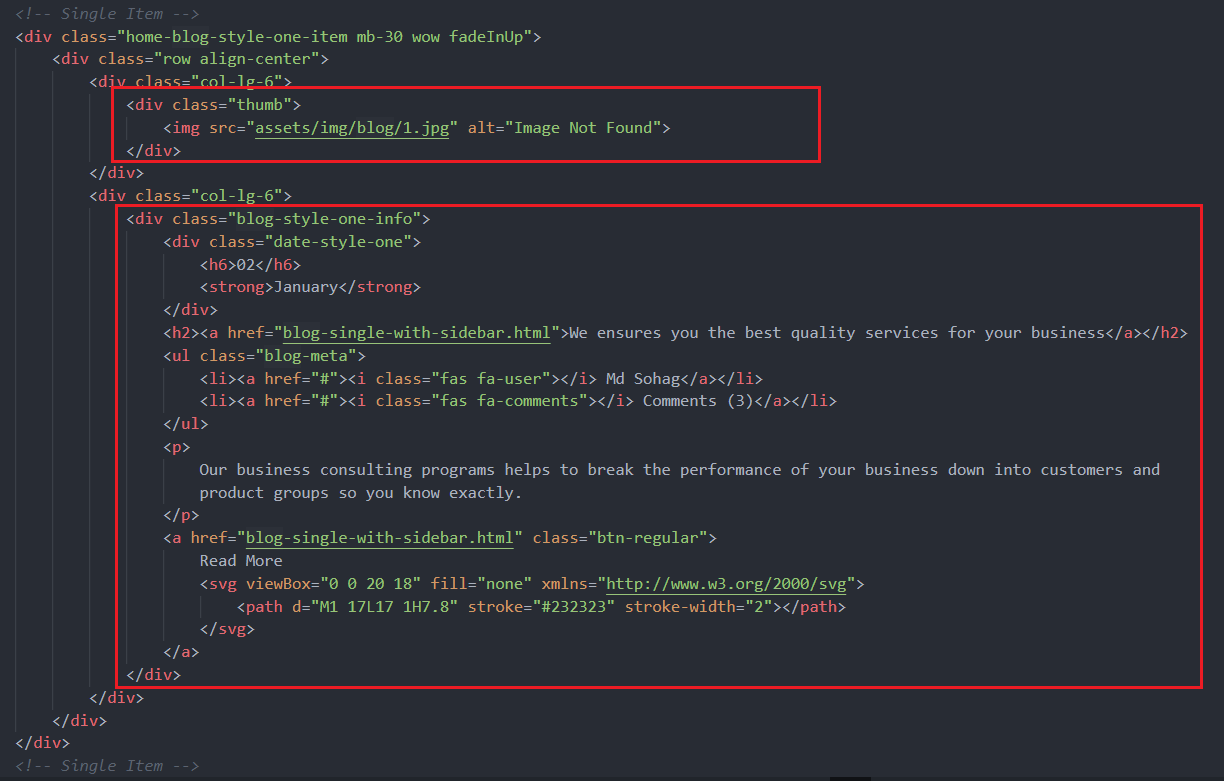 <!-- Single Item -->
<div class="home-blog-style-one-item mb-30 wow fadeInUp">
<div class="row align-center">
<div class="col-lg-6">
<div class="thumb">
<img src="assets/img/blog/1.jpg" alt="Image Not Found">
</div>
</div>
<div class="col-lg-6">
<div class="blog-style-one-info">
<div class="date-style-one">
<h6>02</h6>
<strong>January</strong>
</div>
<h2><a href="blog-single-with-sidebar.html">We ensures you the best quality services for your business</a></h2>
<ul class="blog-meta">
<li><a href="#"><i class="fas fa-user"></i> Md Sohag</a></li>
<li><a href="#"><i class="fas fa-comments"></i> Comments (3)</a></li>
</ul>
<p>
Our business consulting programs helps to break the performance of your business down into customers and
product groups so you know exactly.
</p>
<a href="blog-single-with-sidebar.html" class="btn-regular">
Read More
<svg viewBox="0 0 20 18" fill="none" xmlns="http://www.w3.org/2000/svg">
<path d="M1 17L17 1H7.8" stroke="#232323" stroke-width="2"></path>
</svg>
</a>
</div>
</div>
</div>
</div>
<!-- Single Item -->